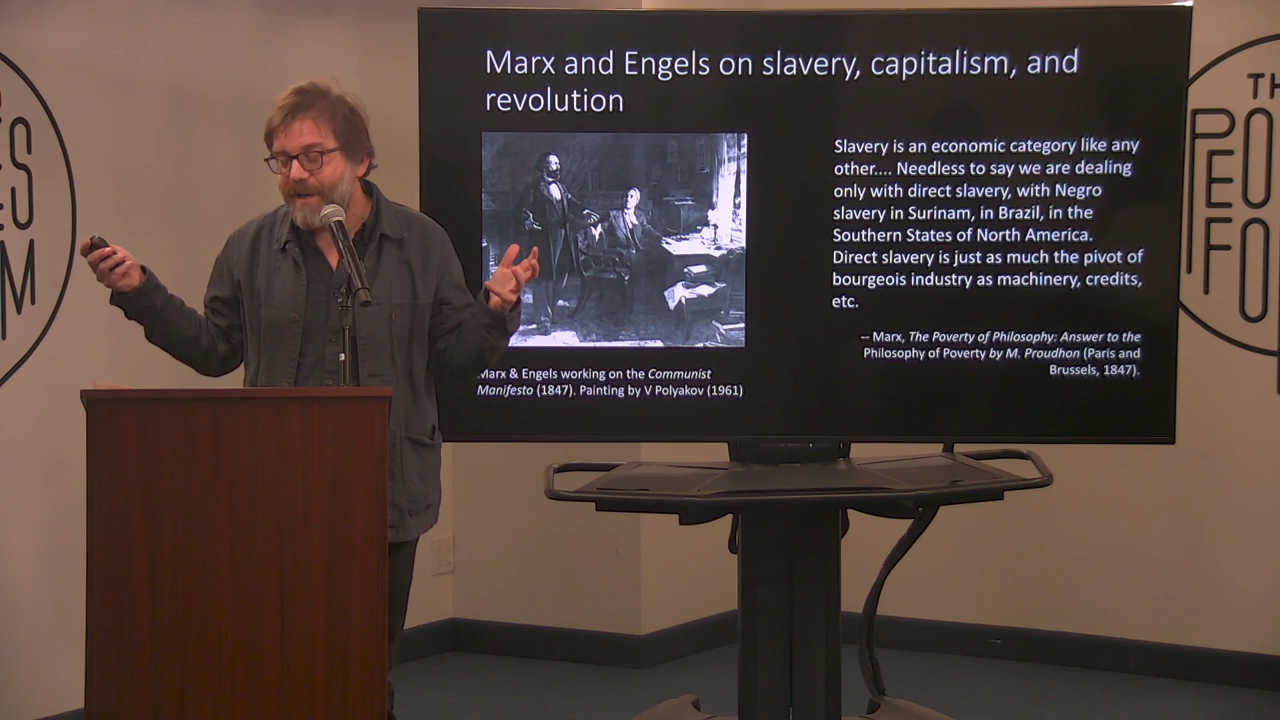 Marx and Engels on slavery, capitalism, and
revolution
Slavery is an economic category like any
other.... Needless to say we are dealing
only with direct slavery, with Negro
slavery in Surinam, in Brazil, in the
Southern States of North America.
Direct slavery is just as much the pivot of
bourgeois industry as machinery, credits,
etc.
-- Marx, The Poverty of Philosophy: Answer to the
Philosophy of Poverty by M. Proudhon (Paris and
Brussels, 1847).
Marx & Engels working on the Communist
Manifesto (1847). Painting by V Polyakov (1961)
TH
PEO
FO
ES
M